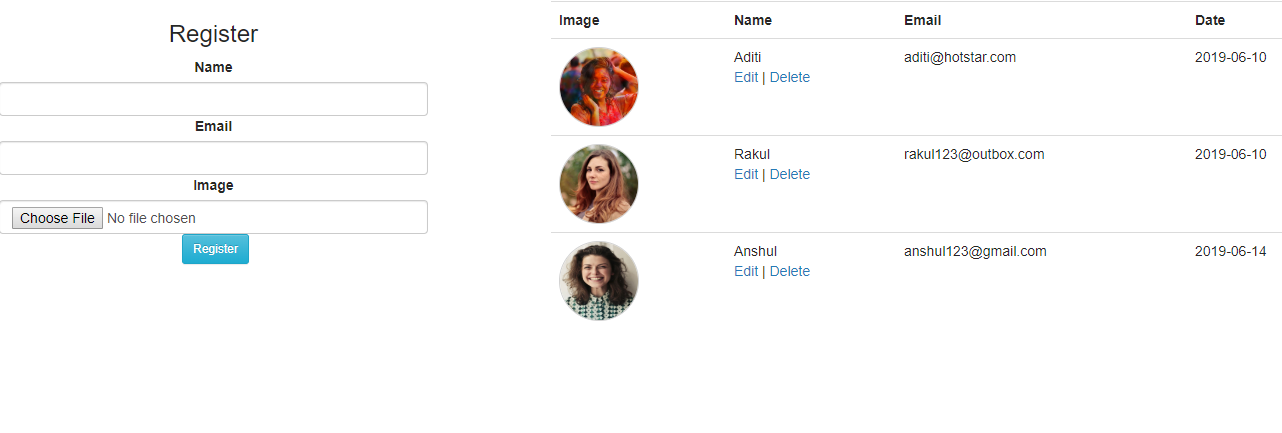 Register
Name
Email
Image
Choose File No file chosen
Register
Image Name Email Date
Aditi aditi@hotstar.com 2019-06-10
Edit | Delete
Rakul rakul123@outbox.com 2019-06-10
Edit | Delete
Anshul anshul123@gmail.com 2019-06-14
Edit | Delete